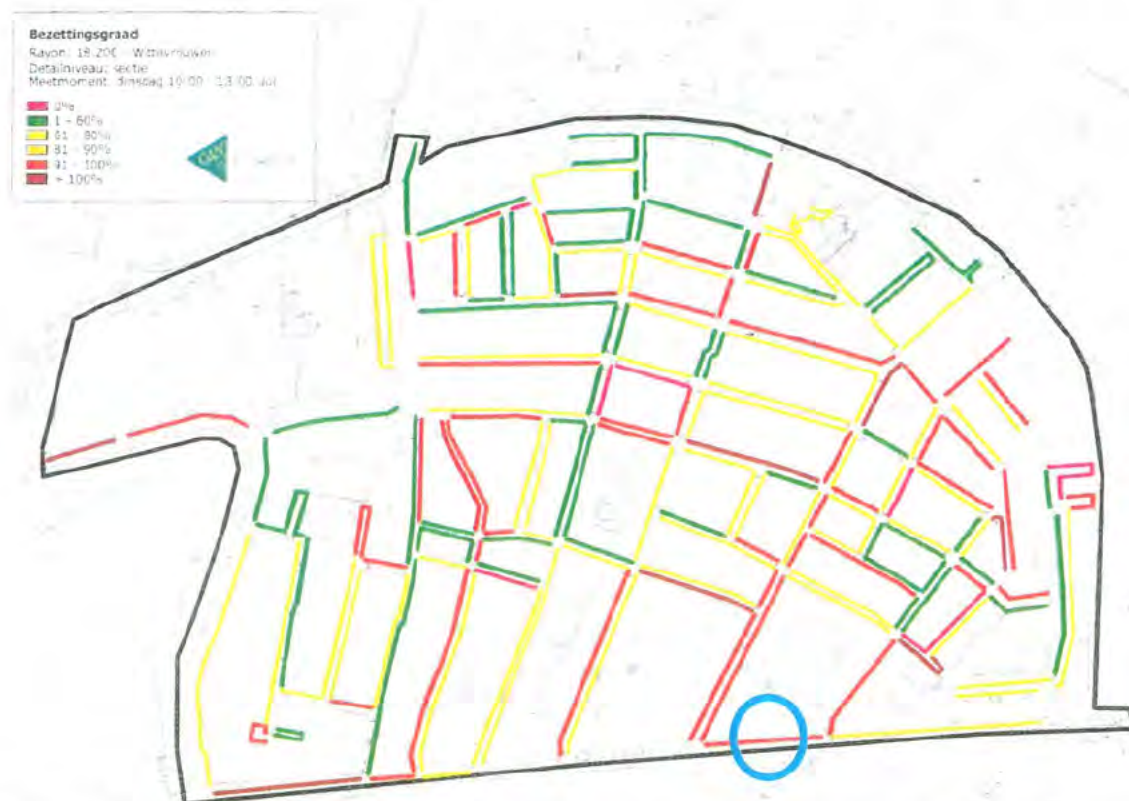 Bezettingsgraad
Rayon: 18.20C - Wittevrouwen
Detailniveau: sectie
Meetmoment: dinsdag 10:00 - 13:00 uur
0%
1 - 60%
61 - 80%
81 - 90%
91 - 100%
> 100%